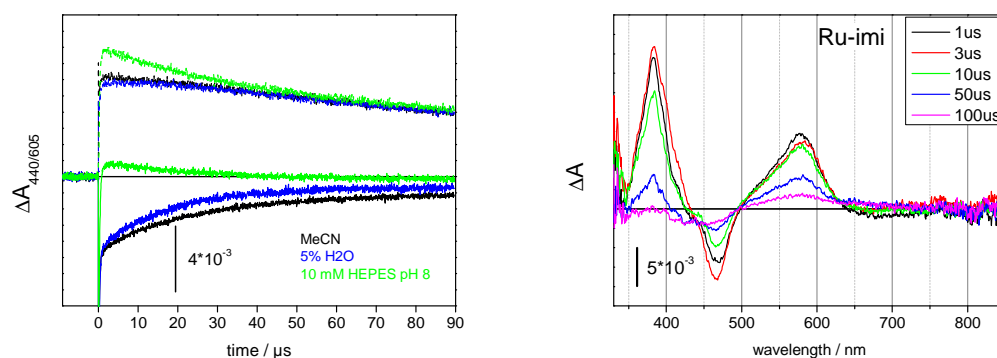 ΔA440/605
MeCN
5% H2O
10 mM HEPES pH 8
4*10-3
-10 0 10 20 30 40 50 60 70 80 90
time / µs
Ru-imi
1us
3us
10us
50us
100us
ΔA
5*10-3
400 500 600 700 800
wavelength / nm